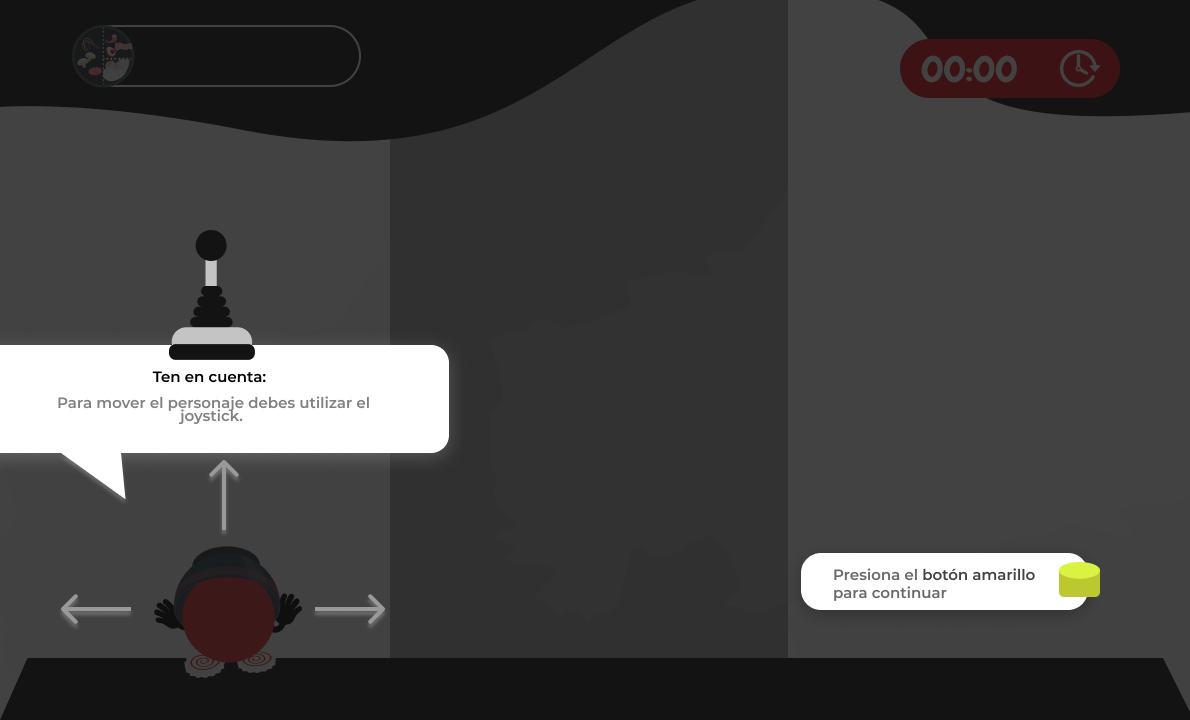 00:00
Ten en cuenta:
Para mover el personaje debes utilizar el
joystick.
Presiona el botón amarillo
para continuar